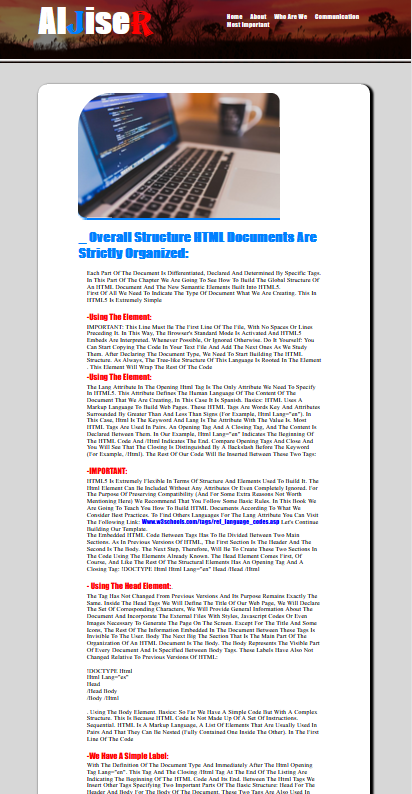 AlJiseR
Home About Who Are We Communication
Most Important
_ Overall Structure HTML Documents Are
Strictly Organized:
Each Part Of The Document Is Differentiated, Declared And Determined By Specific Tags.
In This Part Of The Chapter We Are Going To See How To Build The Global Structure Of
An HTML Document And The New Semantic Elements Built Into HTML5.
First Of All We Need To Indicate The Type Of Document What We Are Creating. This In
HTML5 Is Extremely Simple
-Using The Element:
IMPORTANT: This Line Must Be The First Line Of The File, With No Spaces Or Lines
Preceding It. In This Way, The Browser's Standard Mode Is Activated And HTML5
Embeds Are Interpreted. Whenever Possible, Or Ignored Otherwise. Do It Yourself: You
Can Start Copying The Code In Your Text File And Add The Next Ones As We Study
Them. After Declaring The Document Type, We Need To Start Building The HTML
Structure. As Always, The Tree-like Structure Of This Language Is Rooted In The Element
. This Element Will Wrap The Rest Of The Code
-Using The Element:
The Lang Attribute In The Opening Html Tag Is The Only Attribute We Need To Specify
In HTML5. This Attribute Defines The Human Language Of The Content Of The
Document That We Are Creating, In This Case It Is Spanish. Basics: HTML Uses A
Markup Language To Build Web Pages. These HTML Tags Are Words Key And Attributes
Surrounded By Greater Than And Less Than Signs (For Example, Html Lang="es"). In
This Case, Html Is The Keyword And Lang Is The Attribute With The Value Is. Most
HTML Tags Are Used In Pairs. An Opening Tag And A Closing Tag, And The Content Is
Declared Between Them. In Our Example, Html Lang="es" Indicates The Beginning Of
The HTML Code And /Html Indicates The End. Compare Opening Tags And Close And
You Will See That The Closing Is Distinguished By A Backslash Before The Keyword
(For Example, /Html). The Rest Of Our Code Will Be Inserted Between These Two Tags:
-IMPORTANT:
HTML5 Is Extremely Flexible In Terms Of Structure And Elements Used To Build It. The
Html Element Can Be Included Without Any Attributes Or Even Completely Ignored. For
The Purpose Of Preserving Compatibility (And For Some Extra Reasons Not Worth
Mentioning Here) We Recommend That You Follow Some Basic Rules. In This Book We
Are Going To Teach You How To Build HTML Documents According To What We
Consider Best Practices. To Find Others Languages For The Lang Attribute You Can Visit
The Following Link: Www.w3schools.com/tags/ref_language_codes.asp Let's Continue
Building Our Template.
The Embedded HTML Code Between Tags Has To Be Divided Between Two Main
Sections. As In Previous Versions Of HTML, The First Section Is The Header And The
Second Is The Body. The Next Step, Therefore, Will Be To Create These Two Sections In
The Code Using The Elements Already Known. The Head Element Comes First, Of
Course, And Like The Rest Of The Structural Elements Has An Opening Tag And A
Closing Tag: !DOCTYPE Html Html Lang="es" Head /Head /Html
- Using The Head Element:
The Tag Has Not Changed From Previous Versions And Its Purpose Remains Exactly The
Same. Inside The Head Tags We Will Define The Title Of Our Web Page, We Will Declare
The Set Of Corresponding Characters, We Will Provide General Information About The
Document And Incorporate The External Files With Styles, Javascript Codes Or Even
Images Necessary To Generate The Page On The Screen. Except For The Title And Some
Icons, The Rest Of The Information Embedded In The Document Between These Tags Is
Invisible To The User. Body The Next Big The Section That Is The Main Part Of The
Organization Of An HTML Document Is The Body. The Body Represents The Visible Part
Of Every Document And Is Specified Between Body Tags. These Labels Have Also Not
Changed Relative To Previous Versions Of HTML:
!DOCTYPE Html
Html Lang="es"
Head
/Head Body
/Body /Html
. Using The Body Element. Basics: So Far We Have A Simple Code But With A Complex
Structure. This Is Because HTML Code Is Not Made Up Of A Set Of Instructions.
Sequential. HTML Is A Markup Language, A List Of Elements That Are Usually Used In
Pairs And That They Can Be Nested (Fully Contained One Inside The Other). In The First
Line Of The Code
-We Have A Simple Label:
With The Definition Of The Document Type And Immediately After The Html Opening
Tag Lang="es". This Tag And The Closing /Html Tag At The End Of The Listing Are
Indicating The Beginning Of The HTML Code And Its End. Between The Html Tags We
Insert Other Tags Specifying Two Important Parts Of The Basic Structure: Head For The
Header And Body For The Body Of The Document. These Two Tags Are Also Used In